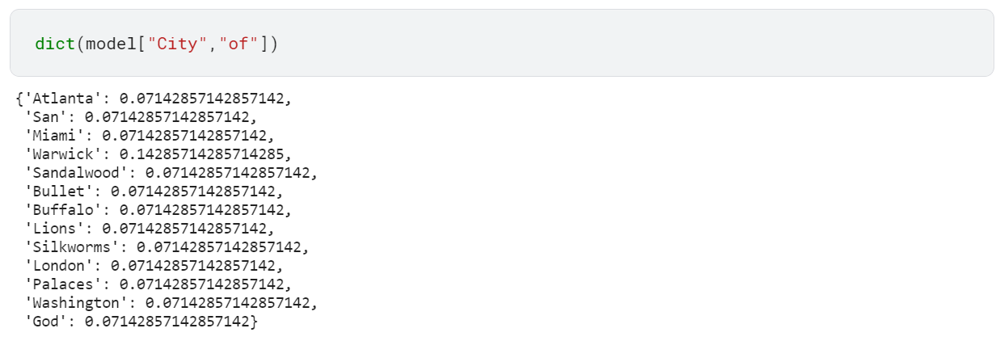 dict(model["City","of"])
{'Atlanta': 0.07142857142857142,
'San': 0.07142857142857142,
'Miami': 0.07142857142857142,
'Warwick': 0.14285714285714285,
'Sandalwood': 0.07142857142857142,
'Bullet': 0.07142857142857142,
'Buffalo': 0.07142857142857142,
'Lions': 0.07142857142857142,
'Silkworms': 0.07142857142857142,
'London': 0.07142857142857142,
'Palaces': 0.07142857142857142,
'Washington': 0.07142857142857142,
'God': 0.07142857142857142}